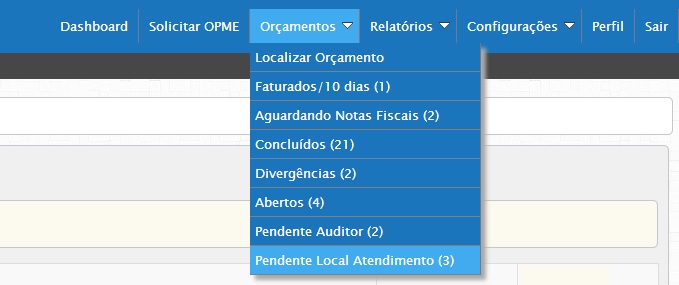 Dashboard Solicitar OPME Orçamentos Relatórios Configurações Perfil Sair
Localizar Orçamento
Faturados/10 dias (1)
Aguardando Notas Fiscais (2)
Concluídos (21)
Divergências (2)
Abertos (4)
Pendente Auditor (2)
Pendente Local Atendimento (3)